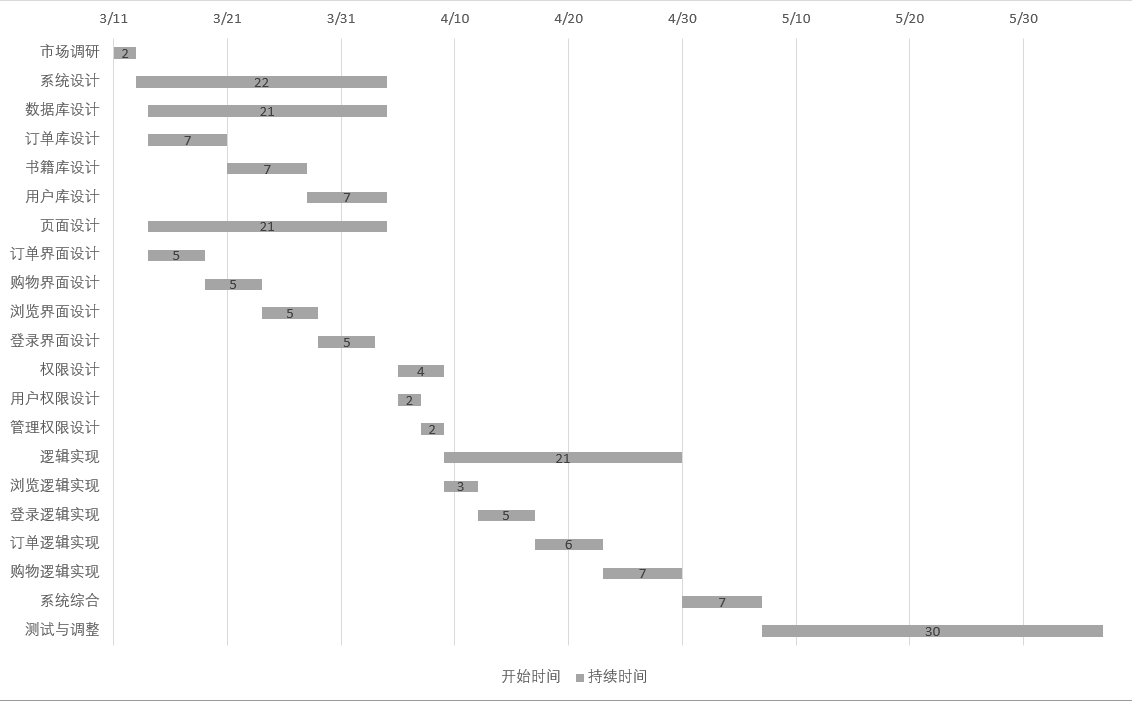 3/11 3/21 3/31 4/10 4/20 4/30 5/10 5/20 5/30
市场调研 2
系统设计 22
数据库设计 21
订单库设计 7
书籍库设计 7
用户库设计 7
页面设计 21
订单界面设计 5
购物界面设计 5
浏览界面设计 5
登录界面设计 5
权限设计 4
用户权限设计 2
管理权限设计 2
逻辑实现 21
浏览逻辑实现 3
登录逻辑实现 5
订单逻辑实现 6
购物逻辑实现 7
系统综合 7
测试与调整 30
开始时间 持续时间